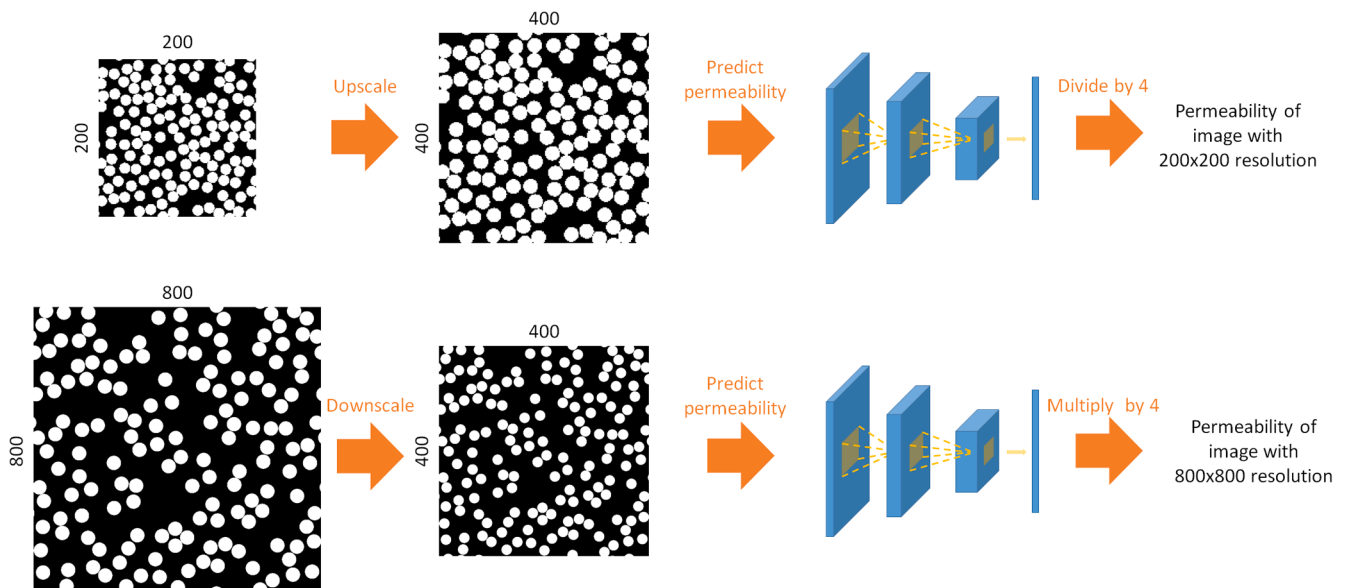 200
200
Upscale
400
400
Predict
permeability
Divide by 4
Permeability of
image with
200x200 resolution
800
800
Downscale
400
400
Predict
permeability
Multiply by 4
Permeability of
image with
800x800 resolution